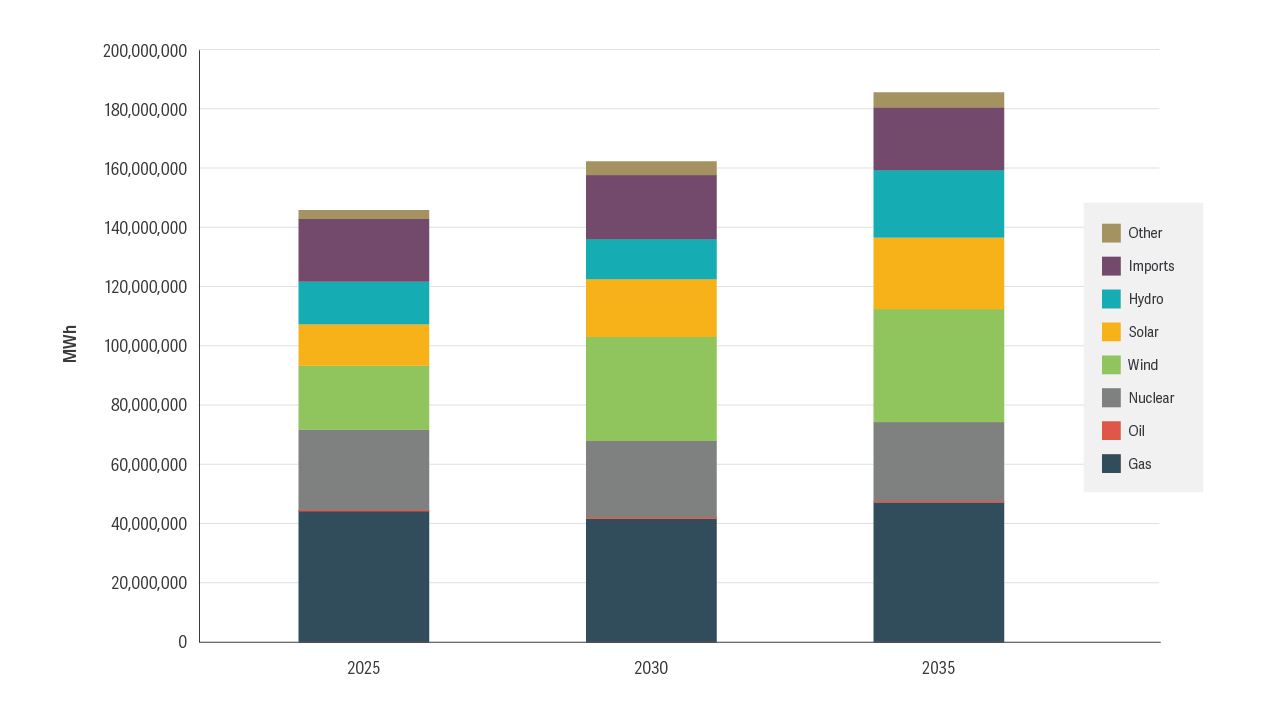 200,000,000
180,000,000
160,000,000
140,000,000
120,000,000
100,000,000
80,000,000
60,000,000
40,000,000
20,000,000
0
MWh
2025
2030
2035
Other
Imports
Hydro
Solar
Wind
Nuclear
Oil
Gas